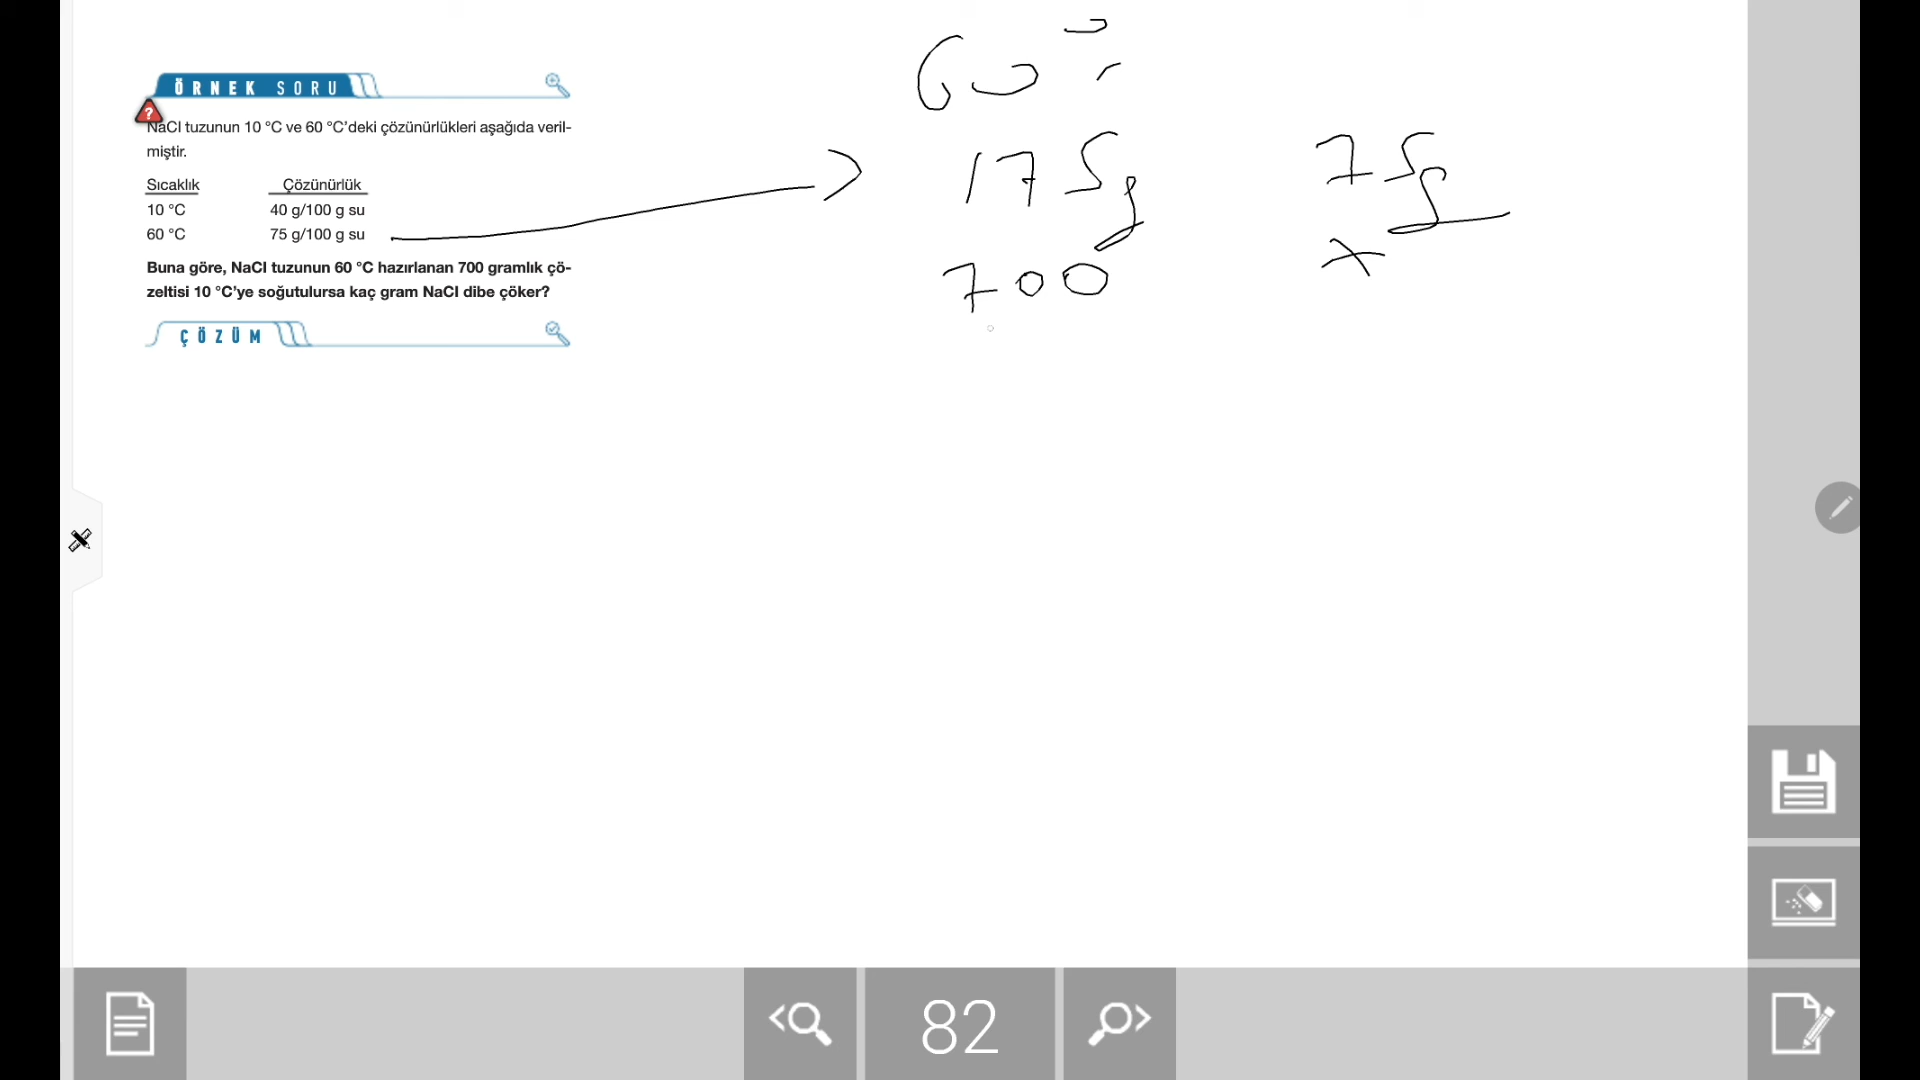 ÖRNEK SORU
NaCl tuzunun 10 °C ve 60 °C'deki çözünürlükleri aşağıda veril-
miştir.
Sıcaklık Çözünürlük
10 °C 40 g/100 g su
60 °C 75 g/100 g su
Buna göre, NaCl tuzunun 60 °C hazırlanan 700 gramlık çö-
zeltisi 10 °C'ye soğutulursa kaç gram NaCl dibe çöker?
ÇÖZÜM
60°
175g 75g
700 x
82